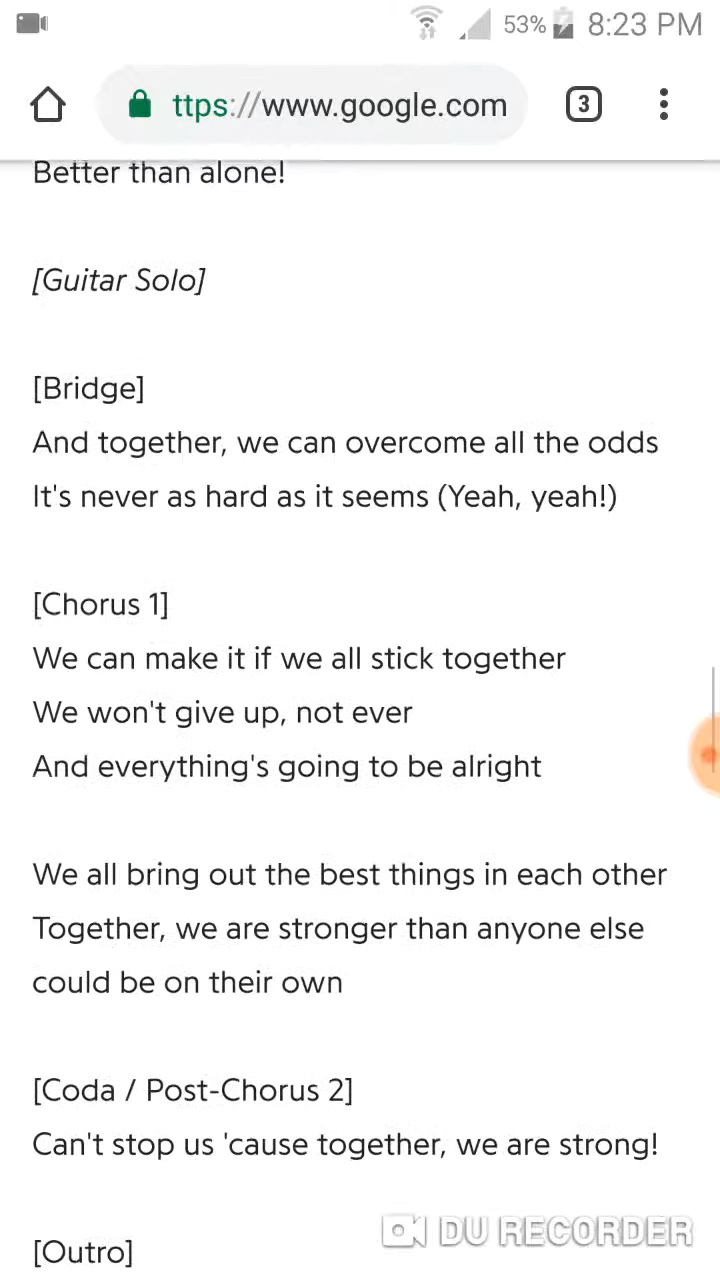 53% 8:23 PM
ttps://www.google.com 3
Better than alone!
[Guitar Solo]
[Bridge]
And together, we can overcome all the odds
It's never as hard as it seems (Yeah, yeah!)
[Chorus 1]
We can make it if we all stick together
We won't give up, not ever
And everything's going to be alright
We all bring out the best things in each other
Together, we are stronger than anyone else
could be on their own
[Coda / Post-Chorus 2]
Can't stop us 'cause together, we are strong!
DU RECORDER
[Outro]